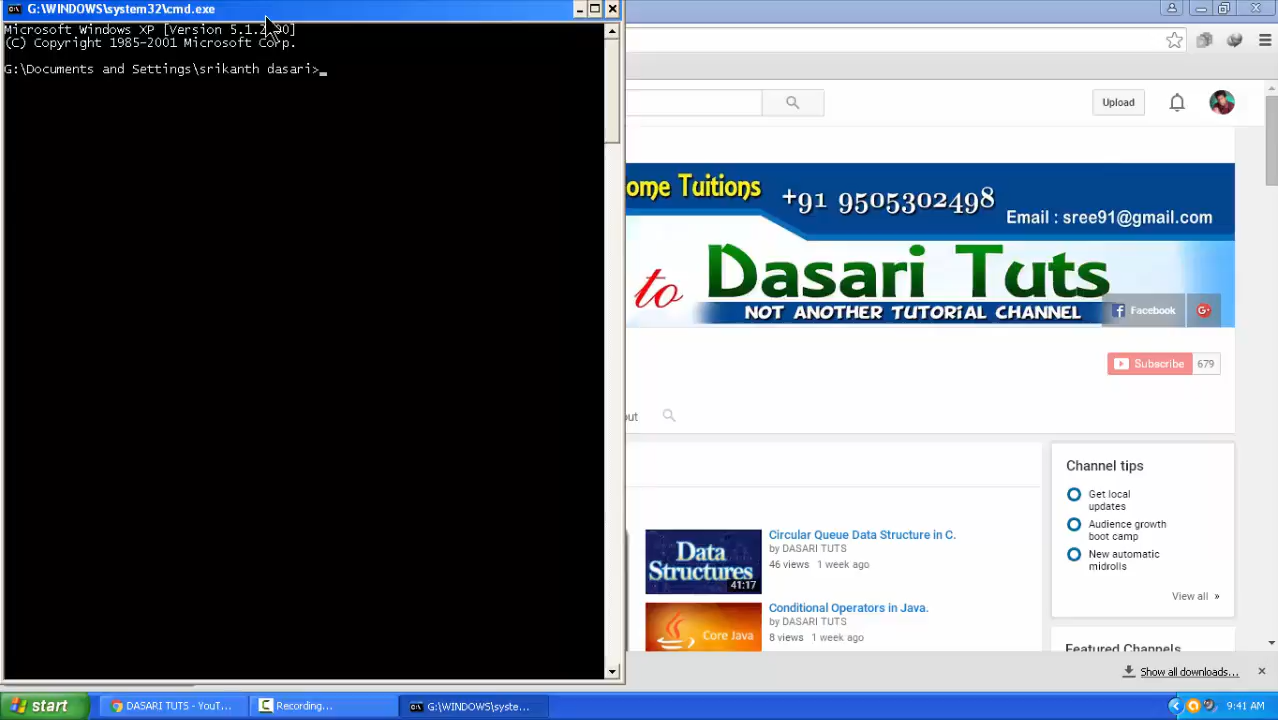 G:\WINDOWS\system32\cmd.exe
Microsoft Windows XP [Version
(C) Copyright 1985-2001 Microsoft Corp.
G:\Documents and Settings\srikanth dasari>_
Upload
ome Tuitions
+91 9505302498
Email : sree91@gmail.com
to
Dasari Tuts
NOT ANOTHER TUTORIAL CHANNEL
Facebook
G+
Subscribe 679
out
Channel tips
Get local
updates
Audience growth
boot camp
New automatic
midrolls
View all »
Data
Structures
41:17
Circular Queue Data Structure in C.
by DASARI TUTS
46 views 1 week ago
Core Java
Conditional Operators in Java.
by DASARI TUTS
8 views 1 week ago
Featured Channels
Show all downloads...
start
DASARI TUTS - YouT...
Recording...
G:\WINDOWS\syste...
9:41 AM